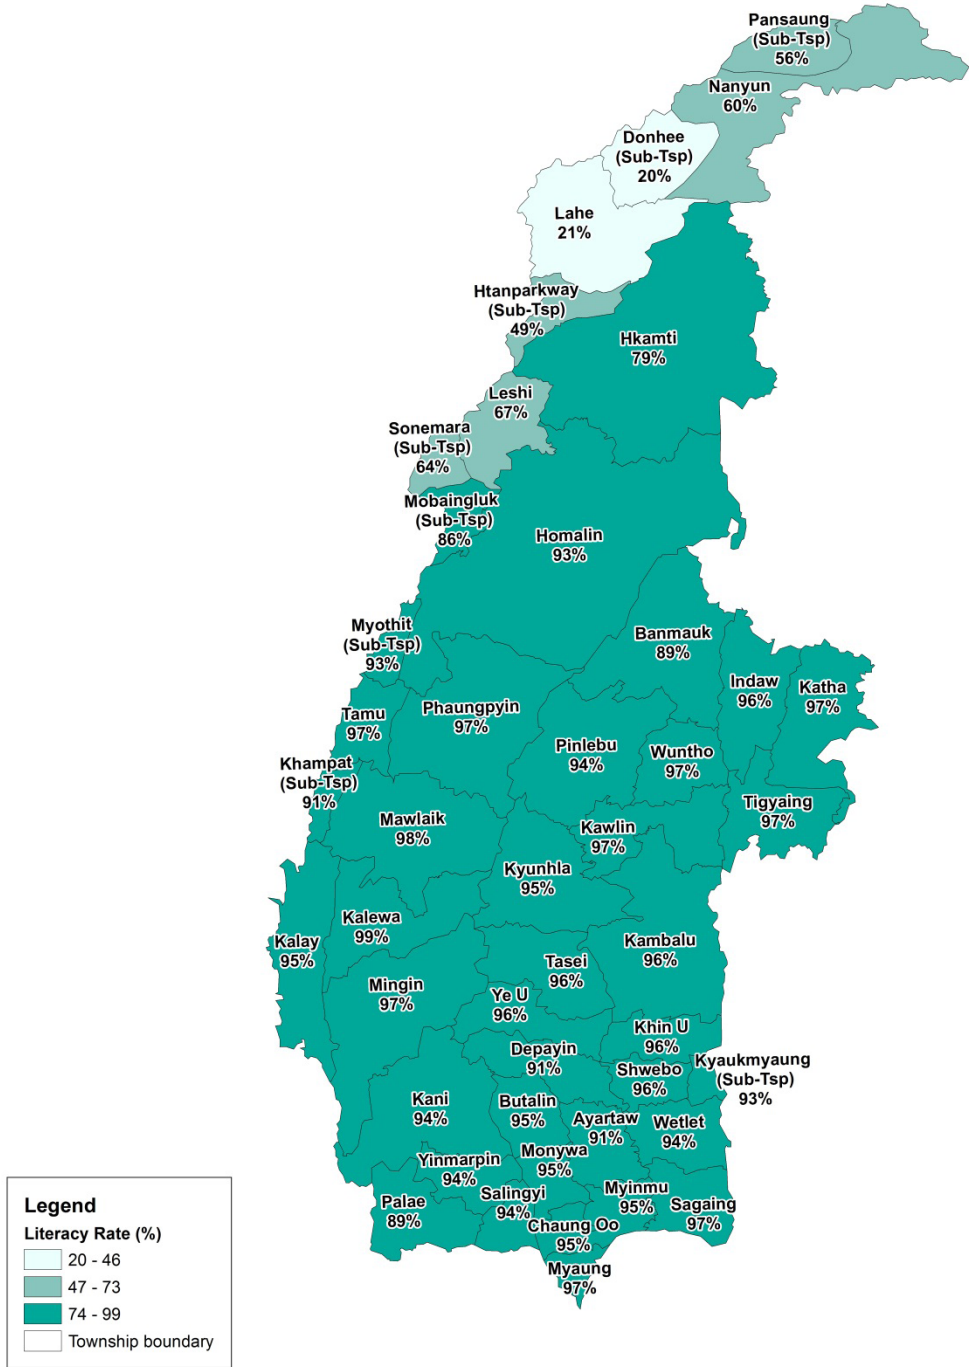 Pansaung
(Sub-Tsp)
56%
Nanyun
60%
Donhee
(Sub-Tsp)
20%
Lahe
21%
Htanparkway
(Sub-Tsp)
49%
Hkamti
79%
Leshi
67%
Sonemara
(Sub-Tsp)
64%
Mobaingluk
(Sub-Tsp)
86%
Homalin
93%
Myothit
(Sub-Tsp)
93%
Banmauk
89%
Indaw
96%
Katha
97%
Tamu
97%
Phaungpyin
97%
Pinlebu
94%
Wuntho
97%
Khampat
(Sub-Tsp)
91%
Tigyaing
97%
Mawlaik
98%
Kawlin
97%
Kyunhla
95%
Kalewa
99%
Kalay
95%
Kambalu
96%
Tasei
96%
Mingin
97%
Ye U
96%
Khin U
96%
Depayin
91%
Shwebo
96%
Kyaukmyaung
(Sub-Tsp)
93%
Kani
94%
Butalin
95%
Ayartaw
91%
Wetlet
94%
Monywa
95%
Yinmarpin
94%
Salingyi
94%
Myinmu
95%
Sagaing
97%
Palae
89%
Chaung Oo
95%
Myaung
97%
Legend
Literacy Rate (%)
20 - 46
47 - 73
74 - 99
Township boundary